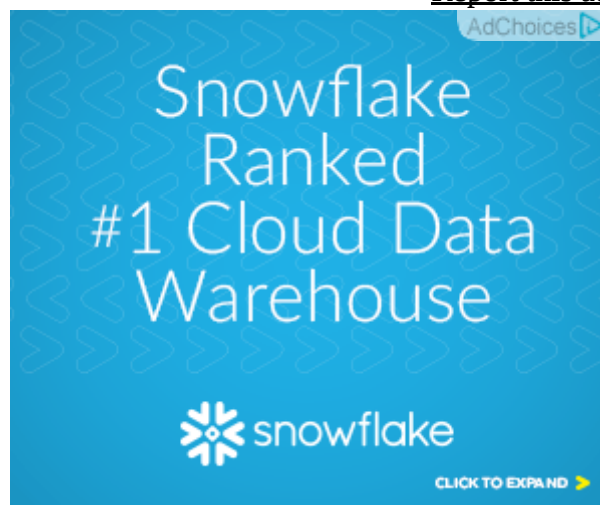 AdChoices
Snowflake
Ranked
#1 Cloud Data
Warehouse
snowflake
CLICK TO EXPAND >